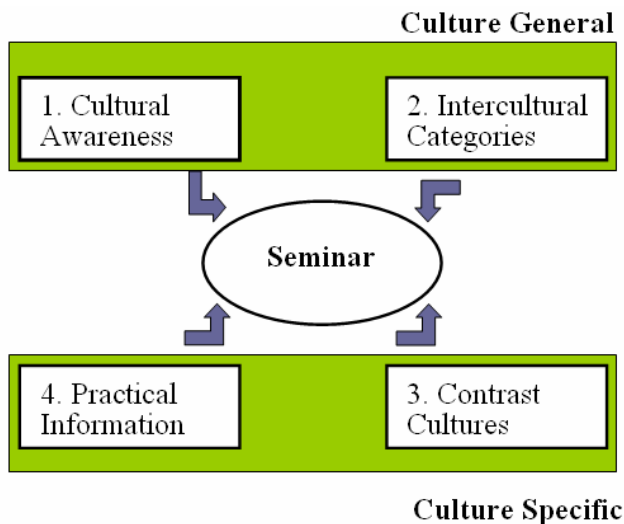 Culture General
1. Cultural
Awareness
2. Intercultural
Categories
Seminar
4. Practical
Information
3. Contrast
Cultures
Culture Specific